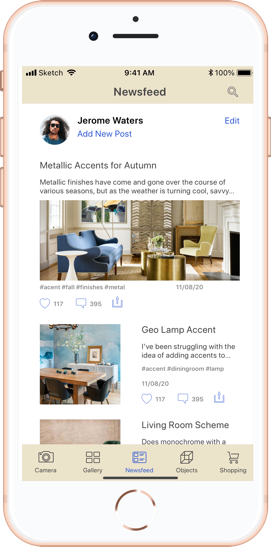 Sketch 9:41 AM 100%
Newsfeed
Jerome Waters Edit
Add New Post
Metallic Accents for Autumn
Metallic finishes have come and gone over the course of
various seasons, but as the weather is turning cool, savvy...
#acent #fall #finishes #metal 11/08/20
117 395
Geo Lamp Accent
I've been struggling with the
idea of adding accents to...
#accent #diningroom #lamp
11/08/20
117 395
Living Room Scheme
Does monochrome with a
Camera Gallery Newsfeed Objects Shopping